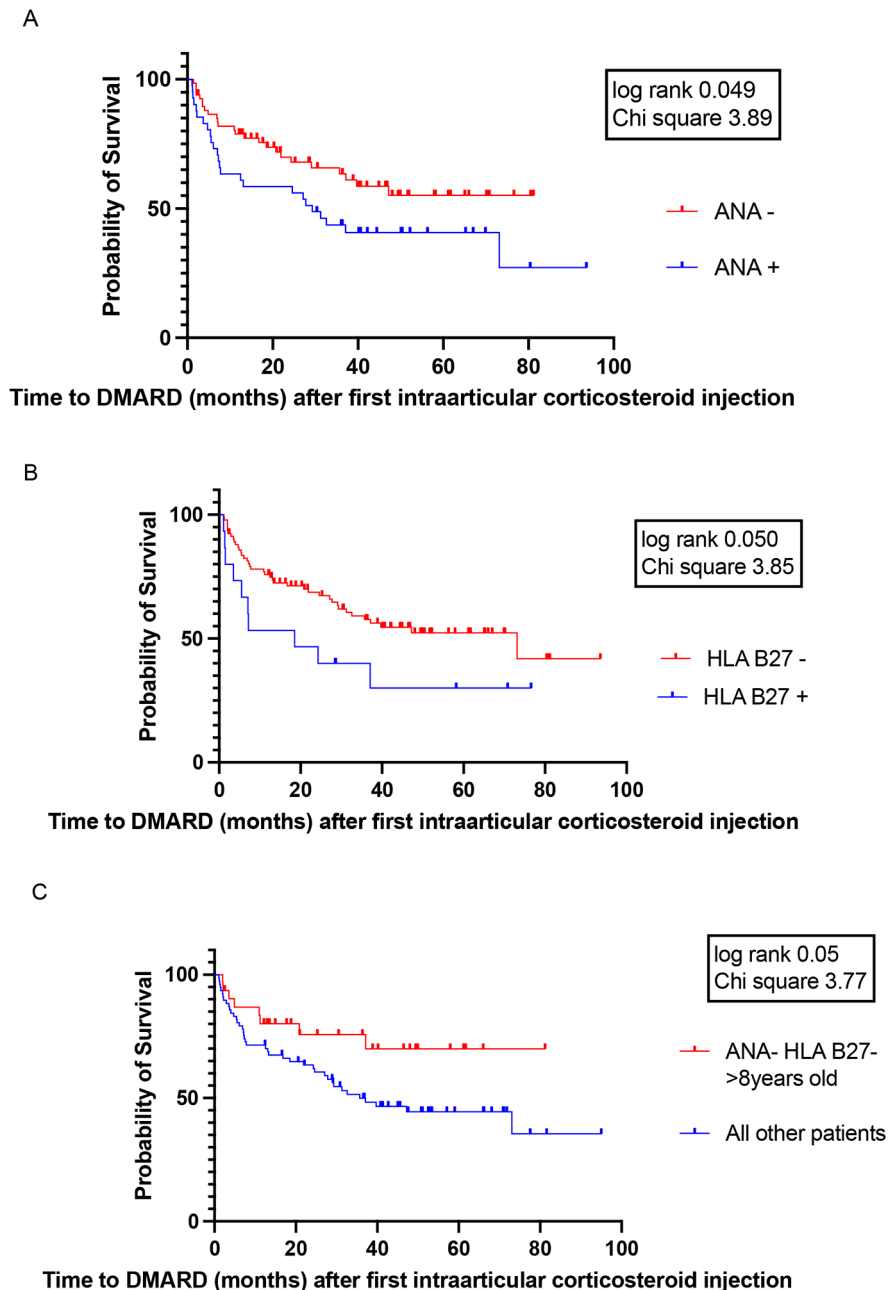 A
Probability of Survival
100
50
0
0 20 40 60 80 100
log rank 0.049
Chi square 3.89
ANA -
ANA +
Time to DMARD (months) after first intraarticular corticosteroid injection
B
Probability of Survival
100
50
0
0 20 40 60 80 100
log rank 0.050
Chi square 3.85
HLA B27 -
HLA B27 +
Time to DMARD (months) after first intraarticular corticosteroid injection
C
Probability of Survival
100
50
0
0 20 40 60 80 100
log rank 0.05
Chi square 3.77
ANA- HLA B27-
>8years old
All other patients
Time to DMARD (months) after first intraarticular corticosteroid injection